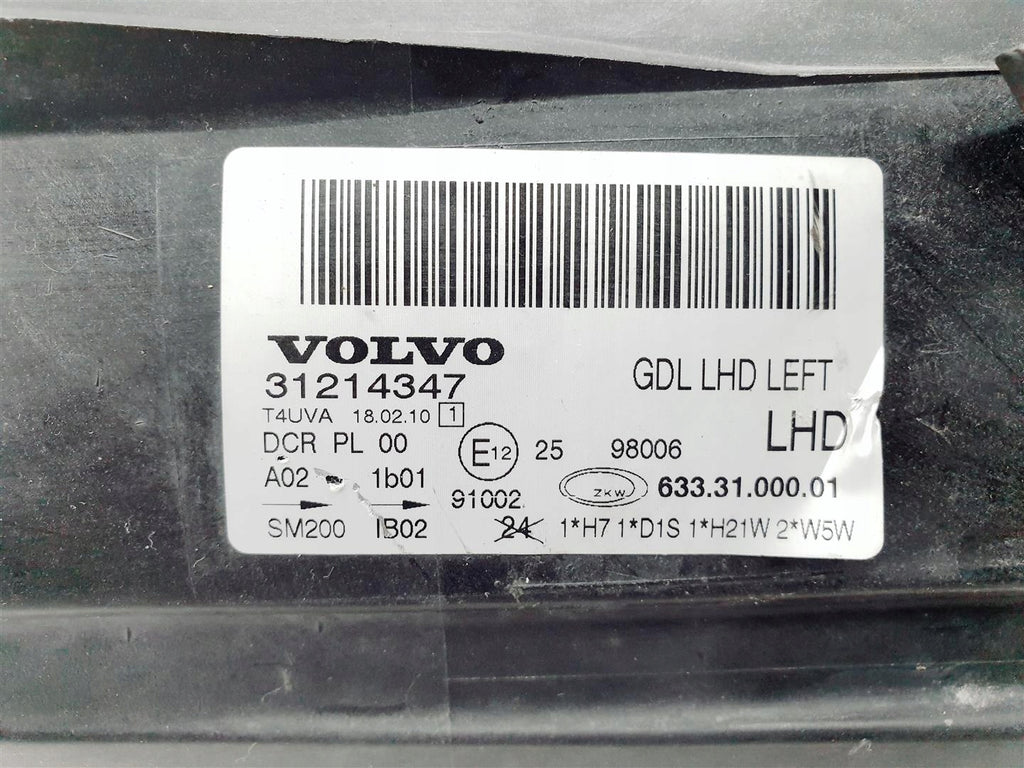 VOLVO
31214347
GDL LHD LEFT
T4UVA 18.02.10 1
LHD
DCR PL 00
E12 25 98006
A02 1b01
91002
ZKW 633.31.000.01
SM200 IB02
24 1*H7 1*D1S 1*H21W 2*W5W